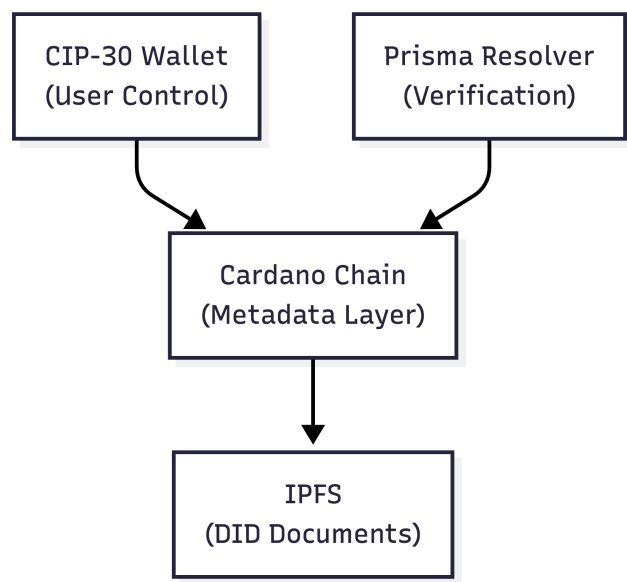 CIP-30 Wallet
(User Control)
Prisma Resolver
(Verification)
Cardano Chain
(Metadata Layer)
IPFS
(DID Documents)